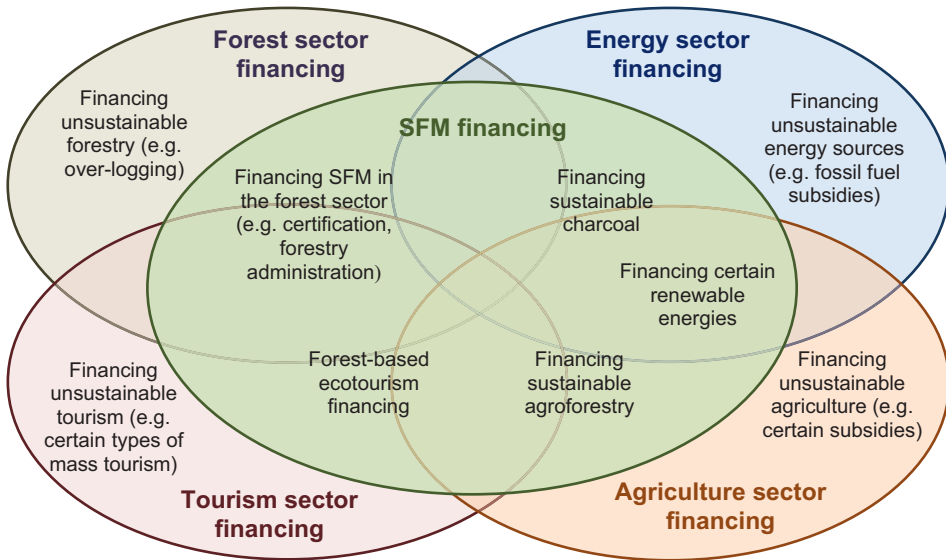 Forest sector
financing
Energy sector
financing
Financing
unsustainable
forestry (e.g.
over-logging)
SFM financing
Financing
unsustainable
energy sources
(e.g. fossil fuel
subsidies)
Financing SFM in
the forest sector
(e.g. certification,
forestry
administration)
Financing
sustainable
charcoal
Financing certain
renewable
energies
Financing
unsustainable
tourism (e.g.
certain types of
mass tourism)
Forest-based
ecotourism
financing
Financing
sustainable
agroforestry
Financing
unsustainable
agriculture (e.g.
certain subsidies)
Tourism sector
financing
Agriculture sector
financing